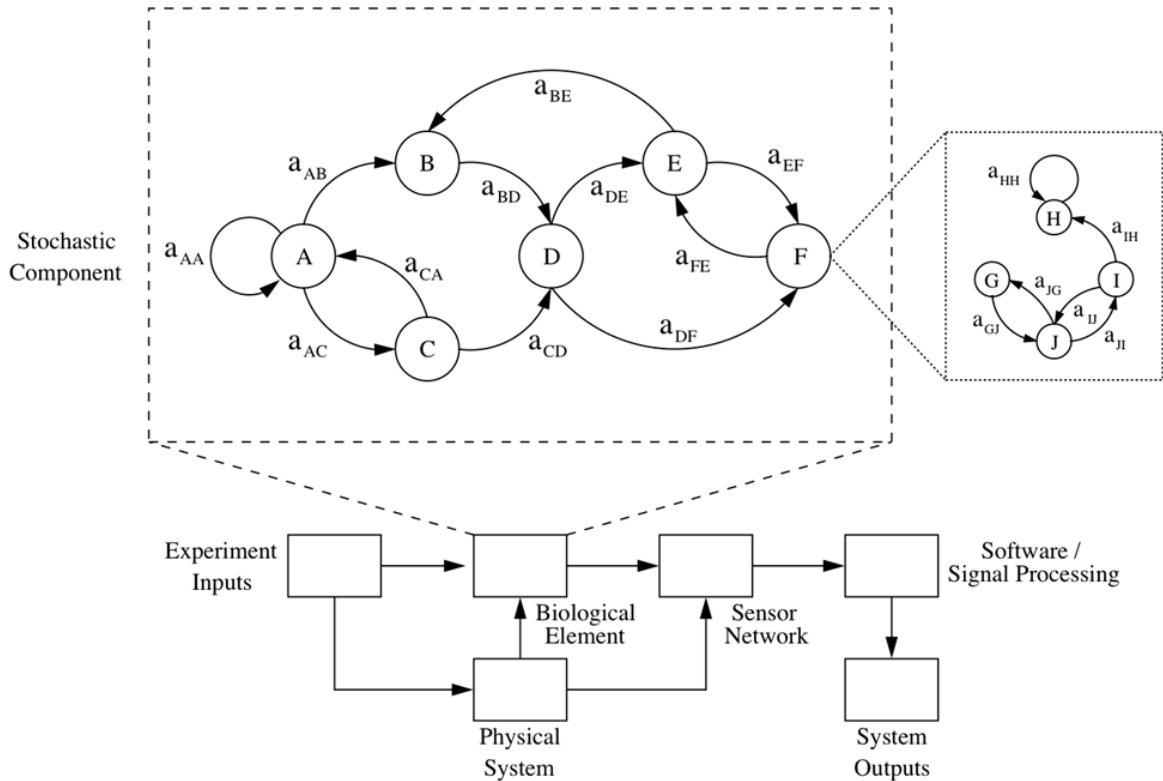 a_BE
a_AB
B
E
a_EF
a_BD
a_DE
a_HH
H
Stochastic
Component
a_AA
A
a_CA
D
a_FE
F
a_IH
G
a_JG
I
a_AC
C
a_CD
a_DF
a_GJ
J
a_IJ
a_JI
Experiment
Inputs
Biological
Element
Sensor
Network
Software /
Signal Processing
Physical
System
System
Outputs